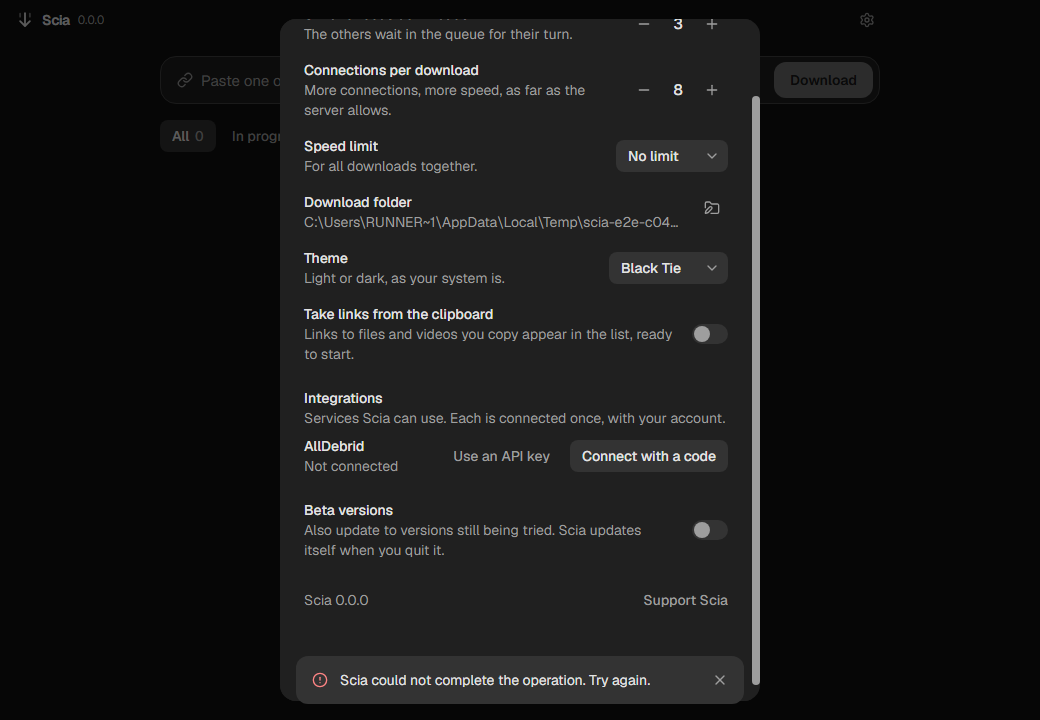 Scia 0.0.0
The others wait in the queue for their turn.
3
Paste one o
Download
Connections per download
More connections, more speed, as far as the
server allows.
8
All 0
In progr
Speed limit
For all downloads together.
No limit
Download folder
C:\Users\RUNNER~1\AppData\Local\Temp\scia-e2e-c04...
Theme
Light or dark, as your system is.
Black Tie
Take links from the clipboard
Links to files and videos you copy appear in the list, ready
to start.
Integrations
Services Scia can use. Each is connected once, with your account.
AllDebrid
Not connected
Use an API key
Connect with a code
Beta versions
Also update to versions still being tried. Scia updates
itself when you quit it.
Scia 0.0.0
Support Scia
Scia could not complete the operation. Try again.